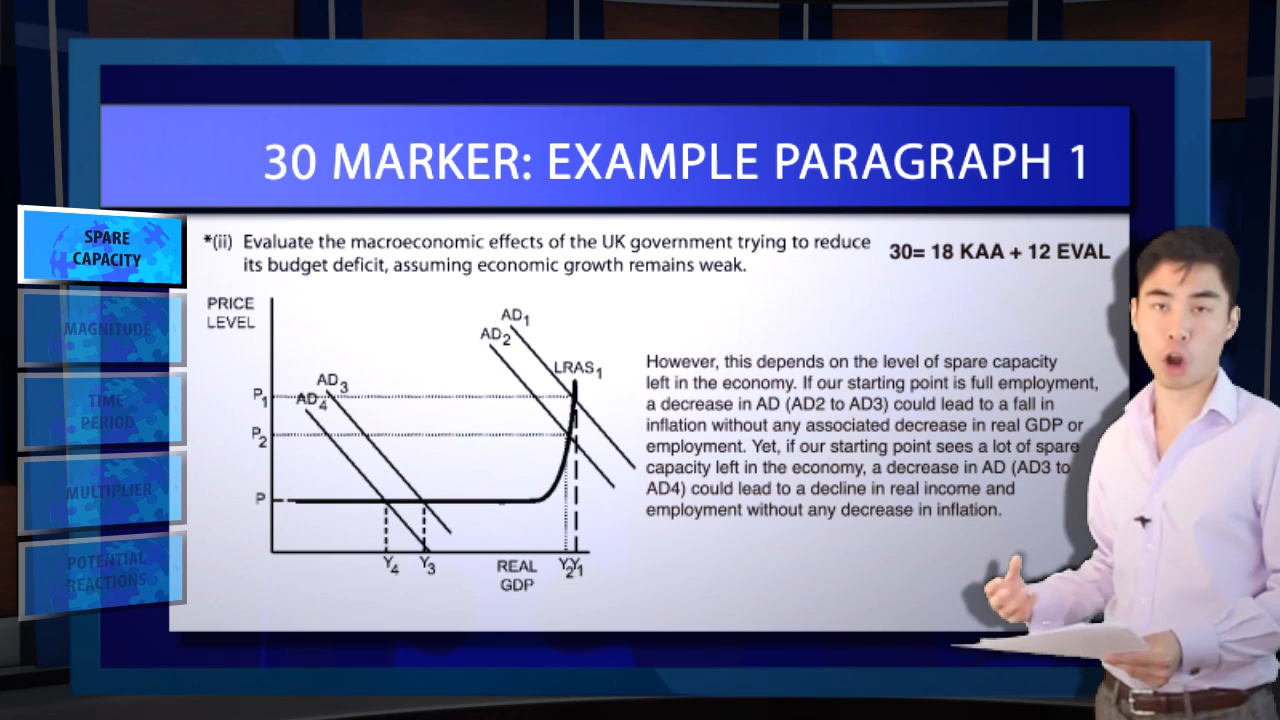 30 MARKER: EXAMPLE PARAGRAPH 1
SPARE
CAPACITY
MAGNITUDE
TIME
PERIOD
MULTIPLIER
POTENTIAL
REACTIONS
*(ii) Evaluate the macroeconomic effects of the UK government trying to reduce
its budget deficit, assuming economic growth remains weak.
30= 18 KAA + 12 EVAL
PRICE
LEVEL
AD1
AD2
LRAS1
AD3
AD4
P1
P2
P
Y4
Y3
REAL
GDP
Y2
Y1
However, this depends on the level of spare capacity
left in the economy. If our starting point is full employment,
a decrease in AD (AD2 to AD3) could lead to a fall in
inflation without any associated decrease in real GDP or
employment. Yet, if our starting point sees a lot of spare
capacity left in the economy, a decrease in AD (AD3 to
AD4) could lead to a decline in real income and
employment without any decrease in inflation.